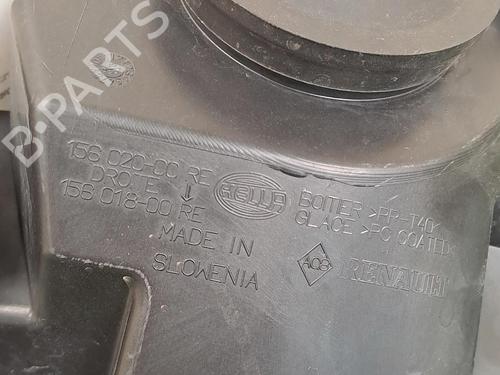 B-PARTS
156 020-00 RE
DROITE
156 018-00 RE
HELLA
BOITIER >PP-T40<
GLACE >PC COATED<
MADE IN
SLOVENIA
RENAULT